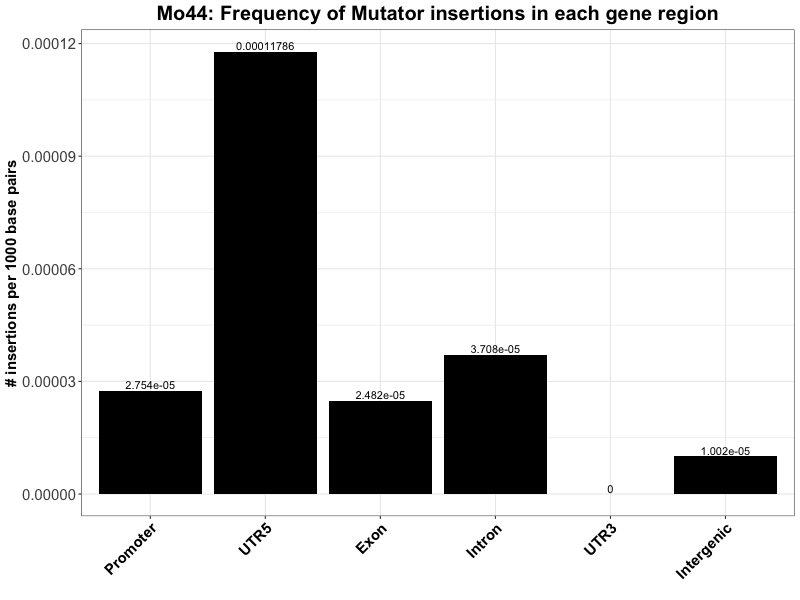 Mo44: Frequency of Mutator insertions in each gene region
# insertions per 1000 base pairs
0.00012
0.00009
0.00006
0.00003
0.00000
2.754e-05
0.00011786
2.482e-05
3.708e-05
0
1.002e-05
Promoter
UTR5
Exon
Intron
UTR3
Intergenic